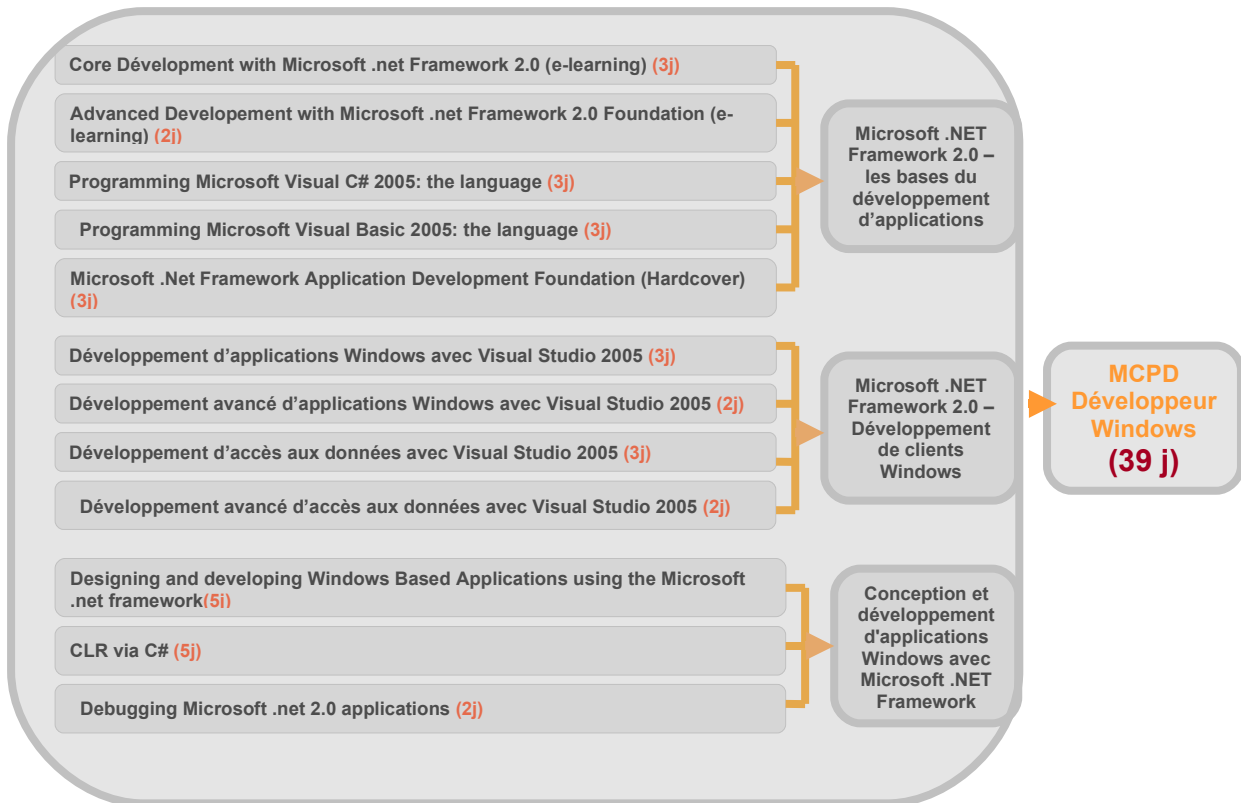 Core Dévelopment with Microsoft .net Framework 2.0 (e-learning) (3j)
Advanced Developement with Microsoft .net Framework 2.0 Foundation (e-
learning) (2j)
Programming Microsoft Visual C# 2005: the language (3j)
Programming Microsoft Visual Basic 2005: the language (3j)
Microsoft .Net Framework Application Development Foundation (Hardcover)
(3j)
Microsoft .NET
Framework 2.0 –
les bases du
développement
d’applications
Développement d’applications Windows avec Visual Studio 2005 (3j)
Développement avancé d’applications Windows avec Visual Studio 2005 (2j)
Développement d’accès aux données avec Visual Studio 2005 (3j)
Développement avancé d’accès aux données avec Visual Studio 2005 (2j)
Microsoft .NET
Framework 2.0 –
Développement
de clients
Windows
Designing and developing Windows Based Applications using the Microsoft
.net framework(5j)
CLR via C# (5j)
Debugging Microsoft .net 2.0 applications (2j)
Conception et
développement
d'applications
Windows avec
Microsoft .NET
Framework
MCPD
Développeur
Windows
(39 j)